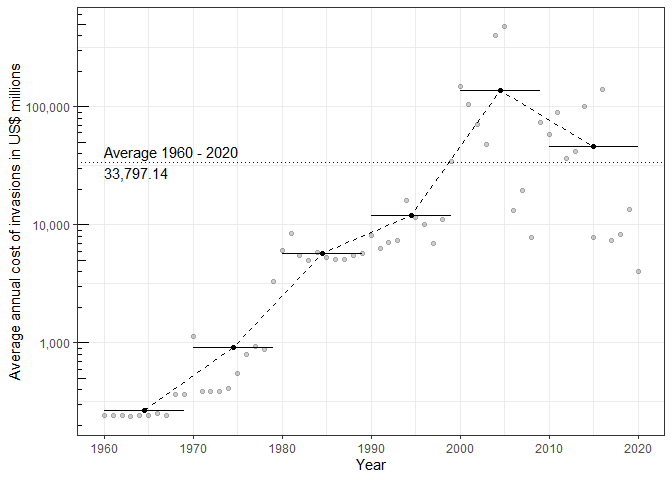 Average annual cost of invasions in US$ millions
100,000
10,000
1,000
Average 1960 - 2020
33,797.14
1960 1970 1980 1990 2000 2010 2020
Year